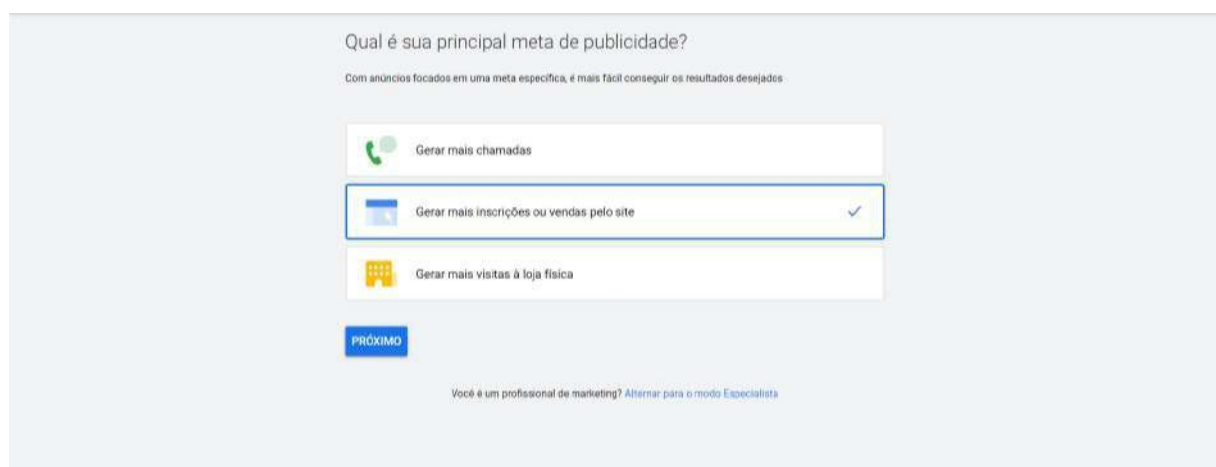 Qual é sua principal meta de publicidade?
Com anúncios focados em uma meta específica, é mais fácil conseguir os resultados desejados
Gerar mais chamadas
Gerar mais inscrições ou vendas pelo site
Gerar mais visitas à loja física
PRÓXIMO
Você é um profissional de marketing? Alternar para o modo Especialista